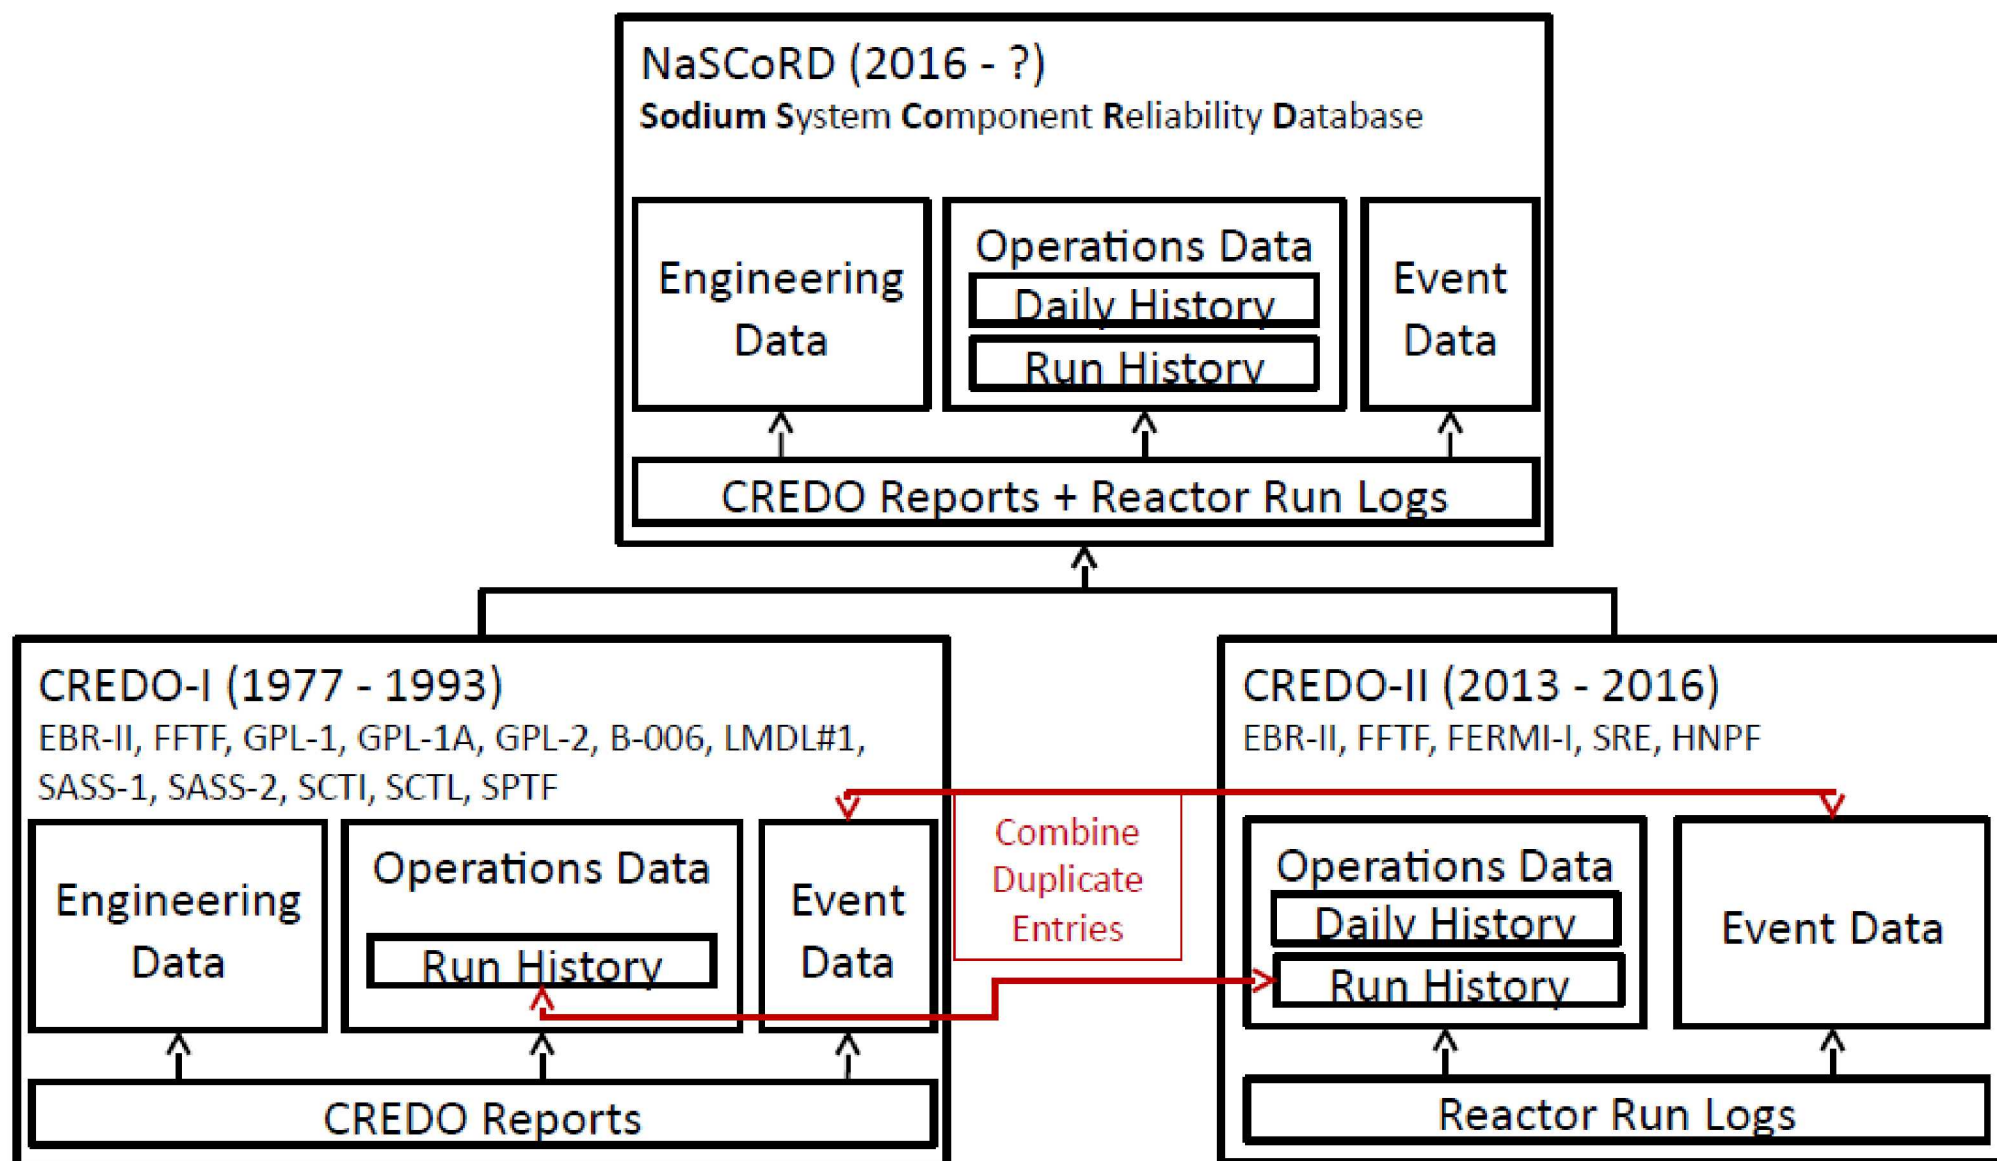 NaSCoRD (2016 - ?)
Sodium System Component Reliability Database
Engineering
Data
Operations Data
Daily History
Run History
Event
Data
CREDO Reports + Reactor Run Logs
CREDO-I (1977 - 1993)
EBR-II, FFTF, GPL-1, GPL-1A, GPL-2, B-006, LMDL#1,
SASS-1, SASS-2, SCTI, SCTL, SPTF
Engineering
Data
Operations Data
Run History
Event
Data
CREDO Reports
Combine
Duplicate
Entries
CREDO-II (2013 - 2016)
EBR-II, FFTF, FERMI-I, SRE, HNPF
Operations Data
Daily History
Run History
Event Data
Reactor Run Logs